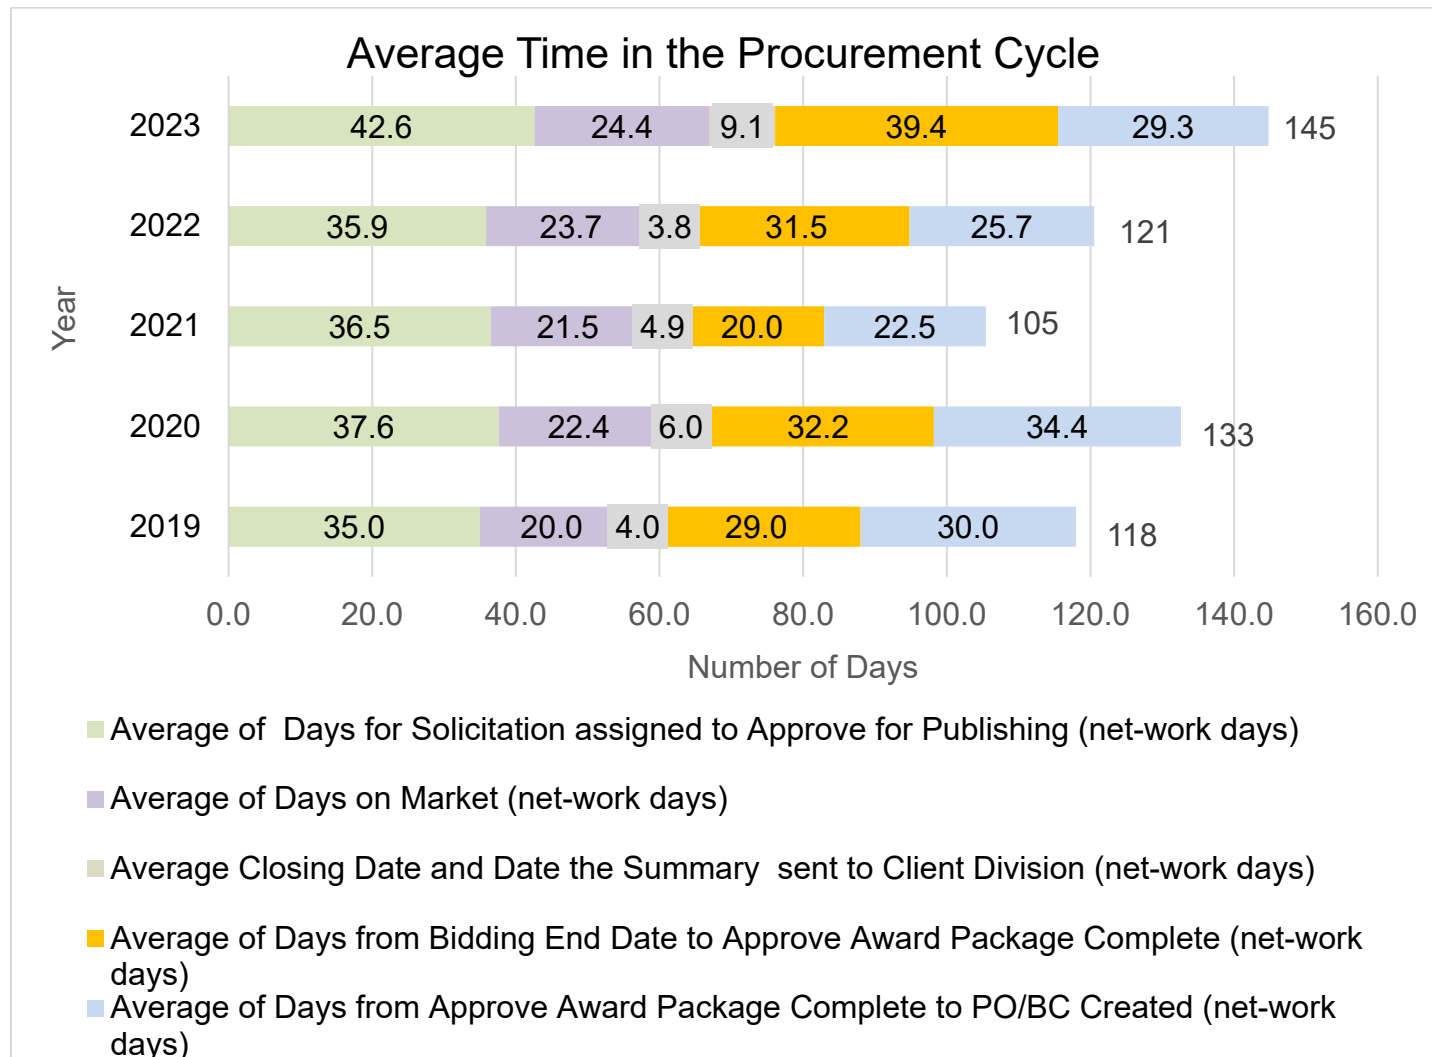 Average Time in the Procurement Cycle
2023 42.6 24.4 9.1 39.4 29.3 145
2022 35.9 23.7 3.8 31.5 25.7 121
2021 36.5 21.5 4.9 20.0 22.5 105
2020 37.6 22.4 6.0 32.2 34.4 133
2019 35.0 20.0 4.0 29.0 30.0 118
Year
0.0 20.0 40.0 60.0 80.0 100.0 120.0 140.0 160.0
Number of Days
Average of  Days for Solicitation assigned to Approve for Publishing (net-work days)
Average of Days on Market (net-work days)
Average Closing Date and Date the Summary  sent to Client Division (net-work days)
Average of Days from Bidding End Date to Approve Award Package Complete (net-work
days)
Average of Days from Approve Award Package Complete to PO/BC Created (net-work
days)